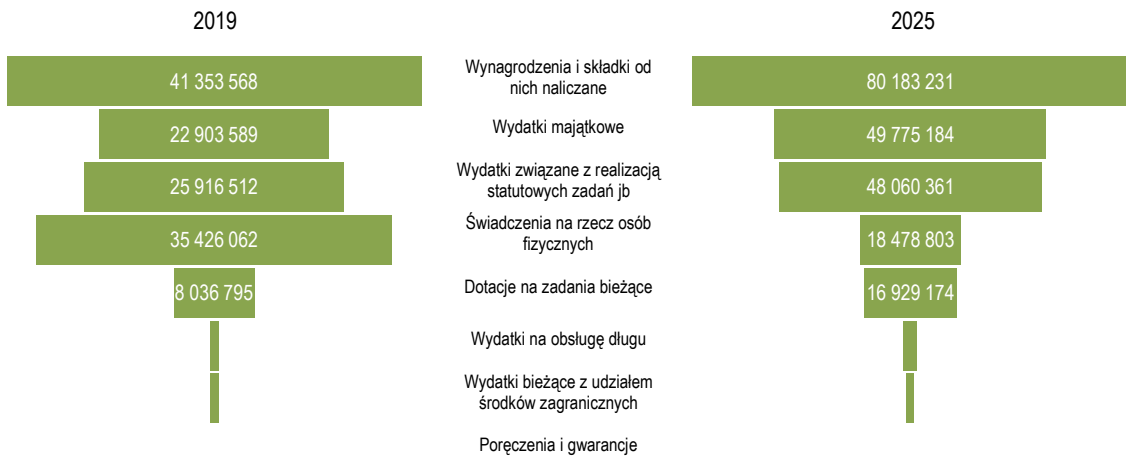 2019
2025
41 353 568
Wynagrodzenia i składki od
nich naliczane
80 183 231
22 903 589
Wydatki majątkowe
49 775 184
25 916 512
Wydatki związane z realizacją
statutowych zadań jb
48 060 361
35 426 062
Świadczenia na rzecz osób
fizycznych
18 478 803
8 036 795
Dotacje na zadania bieżące
16 929 174
Wydatki na obsługę długu
Wydatki bieżące z udziałem
środków zagranicznych
Poręczenia i gwarancje